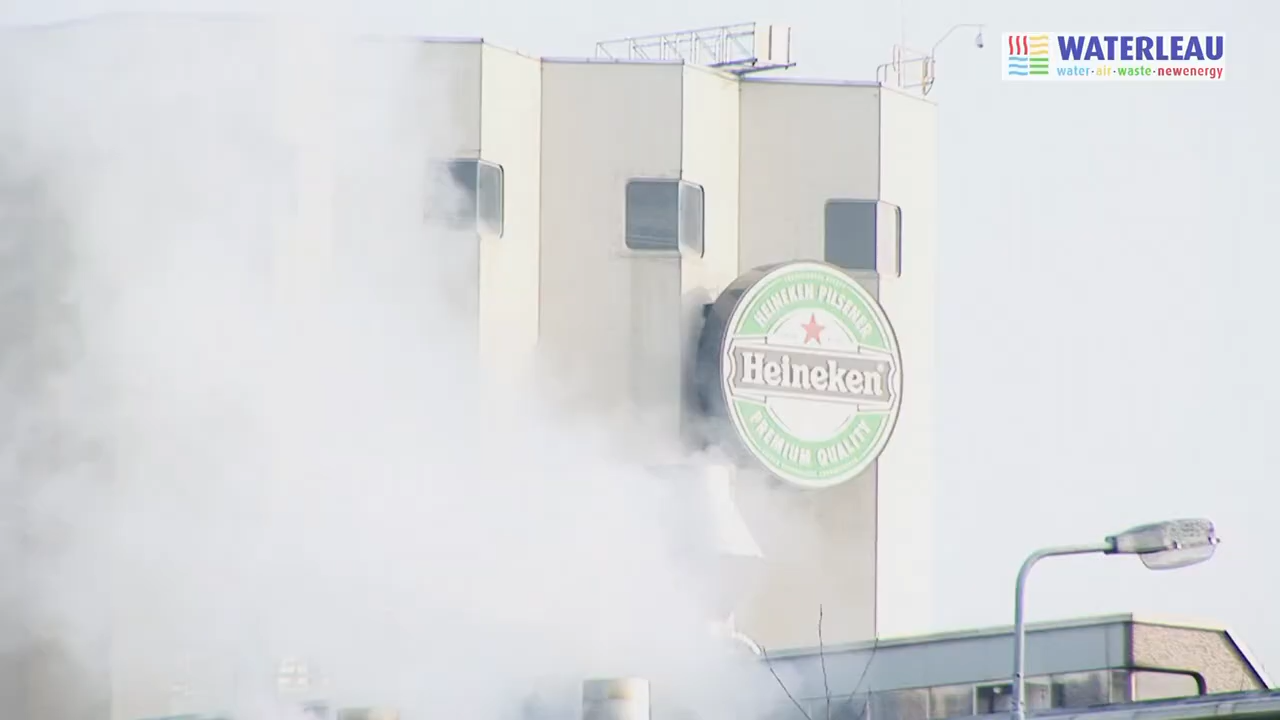 WATERLEAU
water·air·waste·newenergy
HEINEKEN PILSENER
Heineken
PREMIUM QUALITY